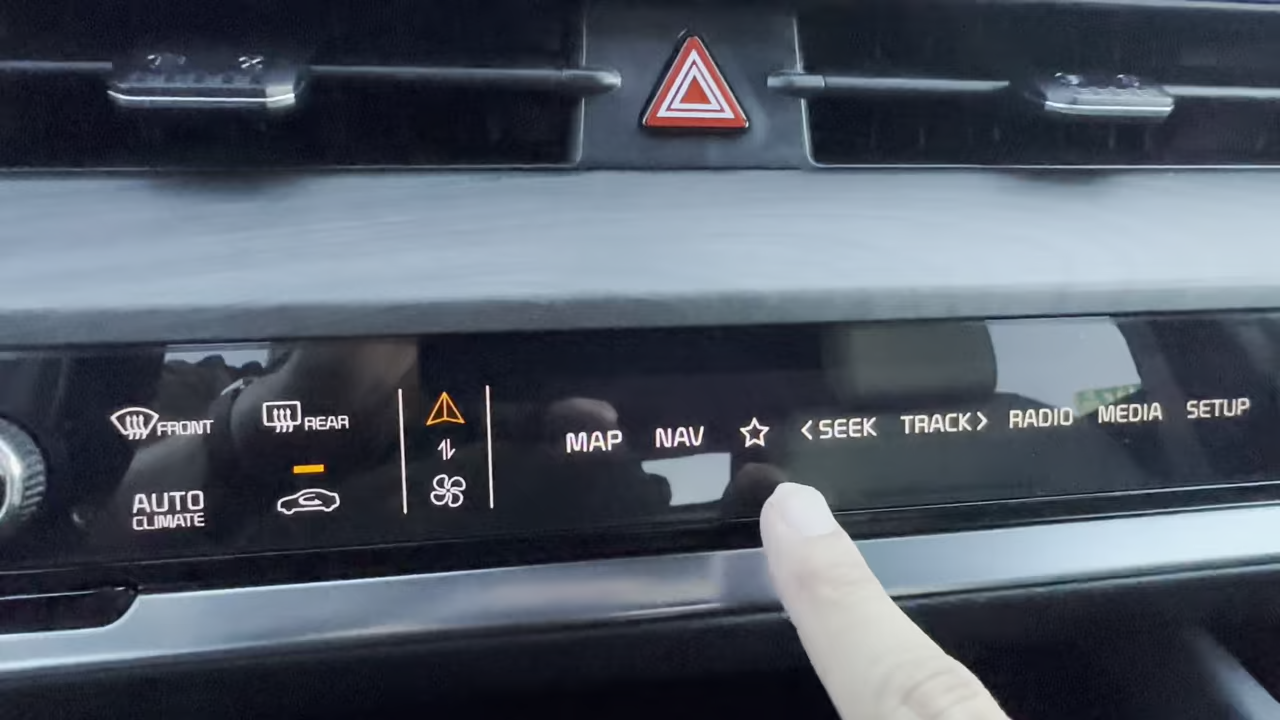 FRONT
REAR
AUTO
CLIMATE
MAP NAV <SEEK TRACK> RADIO MEDIA SETUP